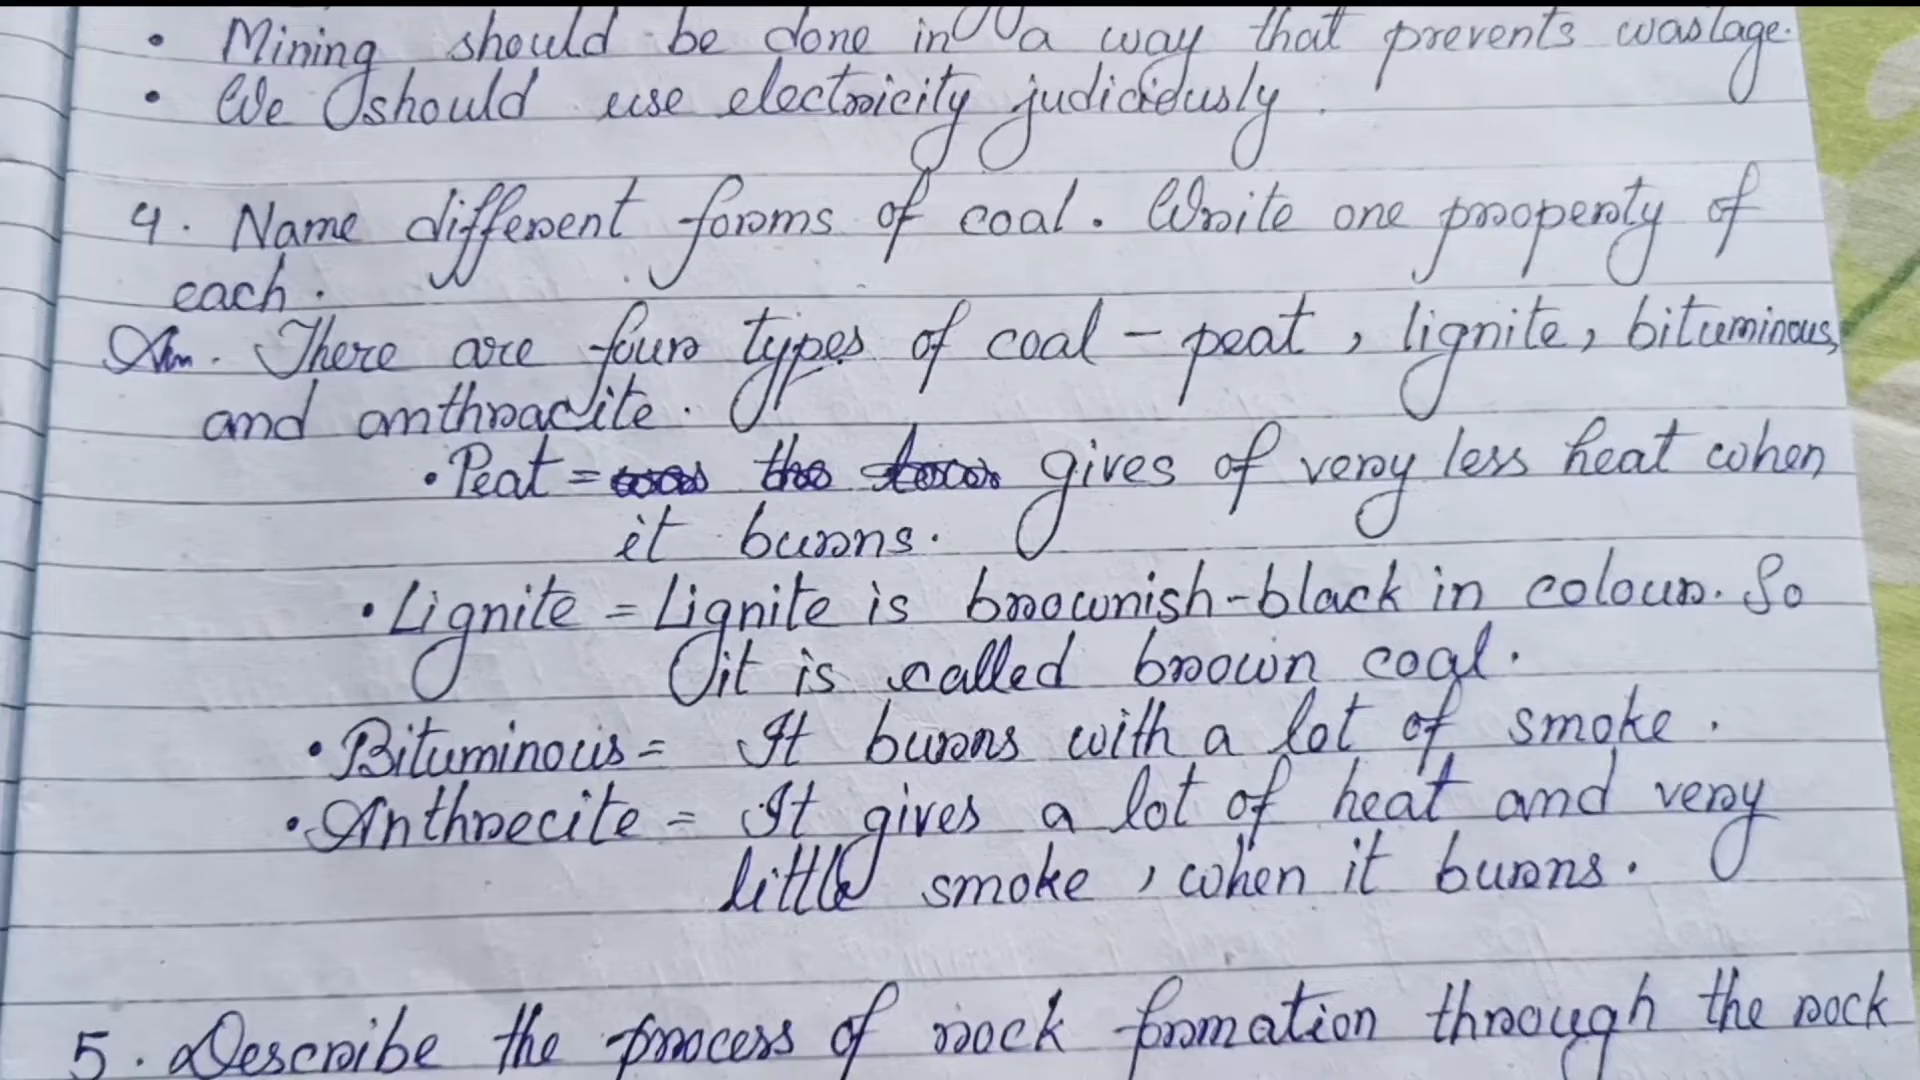 • Mining should be done in a way that prevents wastage.
• We should use electricity judiciously.
4. Name different forms of coal. Write one property of
each.
Ans. There are four types of coal – peat, lignite, bituminous,
and anthracite.
• Peat = gives of very less heat when
it burns.
• Lignite = Lignite is brownish-black in colour. So
it is called brown coal.
• Bituminous = It burns with a lot of smoke.
• Anthrecite = It gives a lot of heat and very
little smoke, when it burns.
5. Describe the process of rock formation through the rock